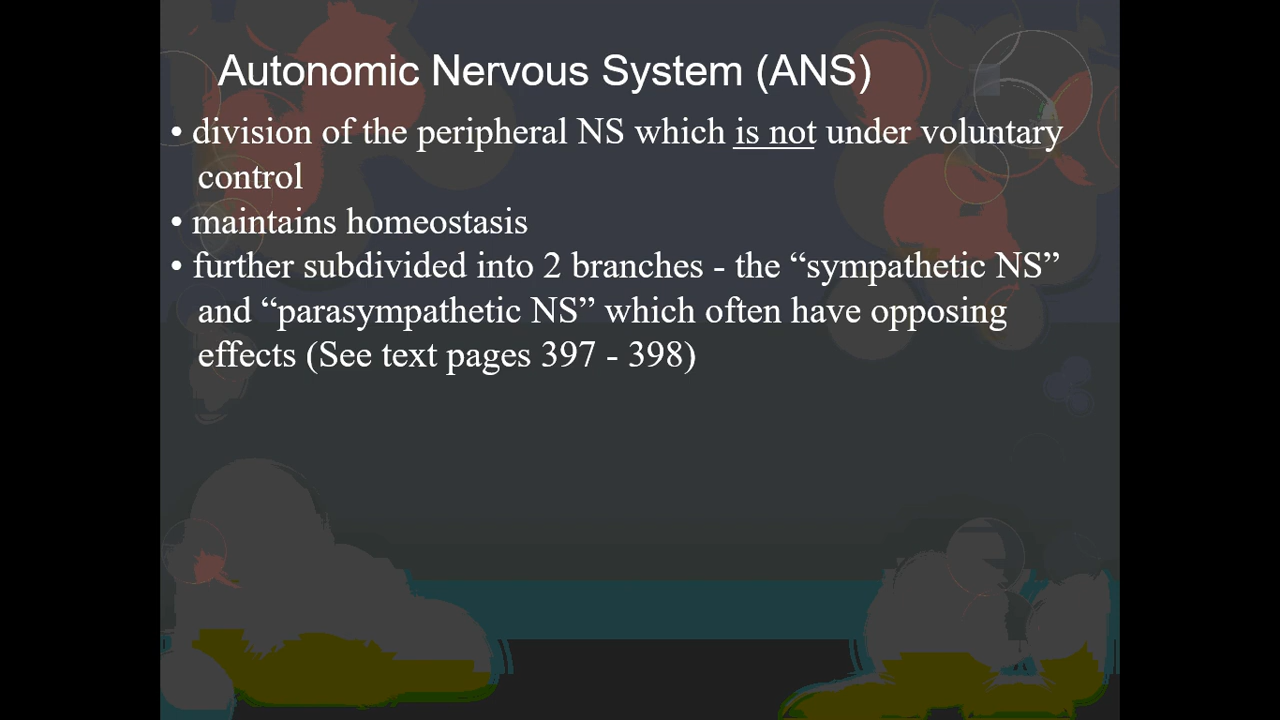 Autonomic Nervous System (ANS)
• division of the peripheral NS which is not under voluntary
control
• maintains homeostasis
• further subdivided into 2 branches - the “sympathetic NS”
and “parasympathetic NS” which often have opposing
effects (See text pages 397 - 398)